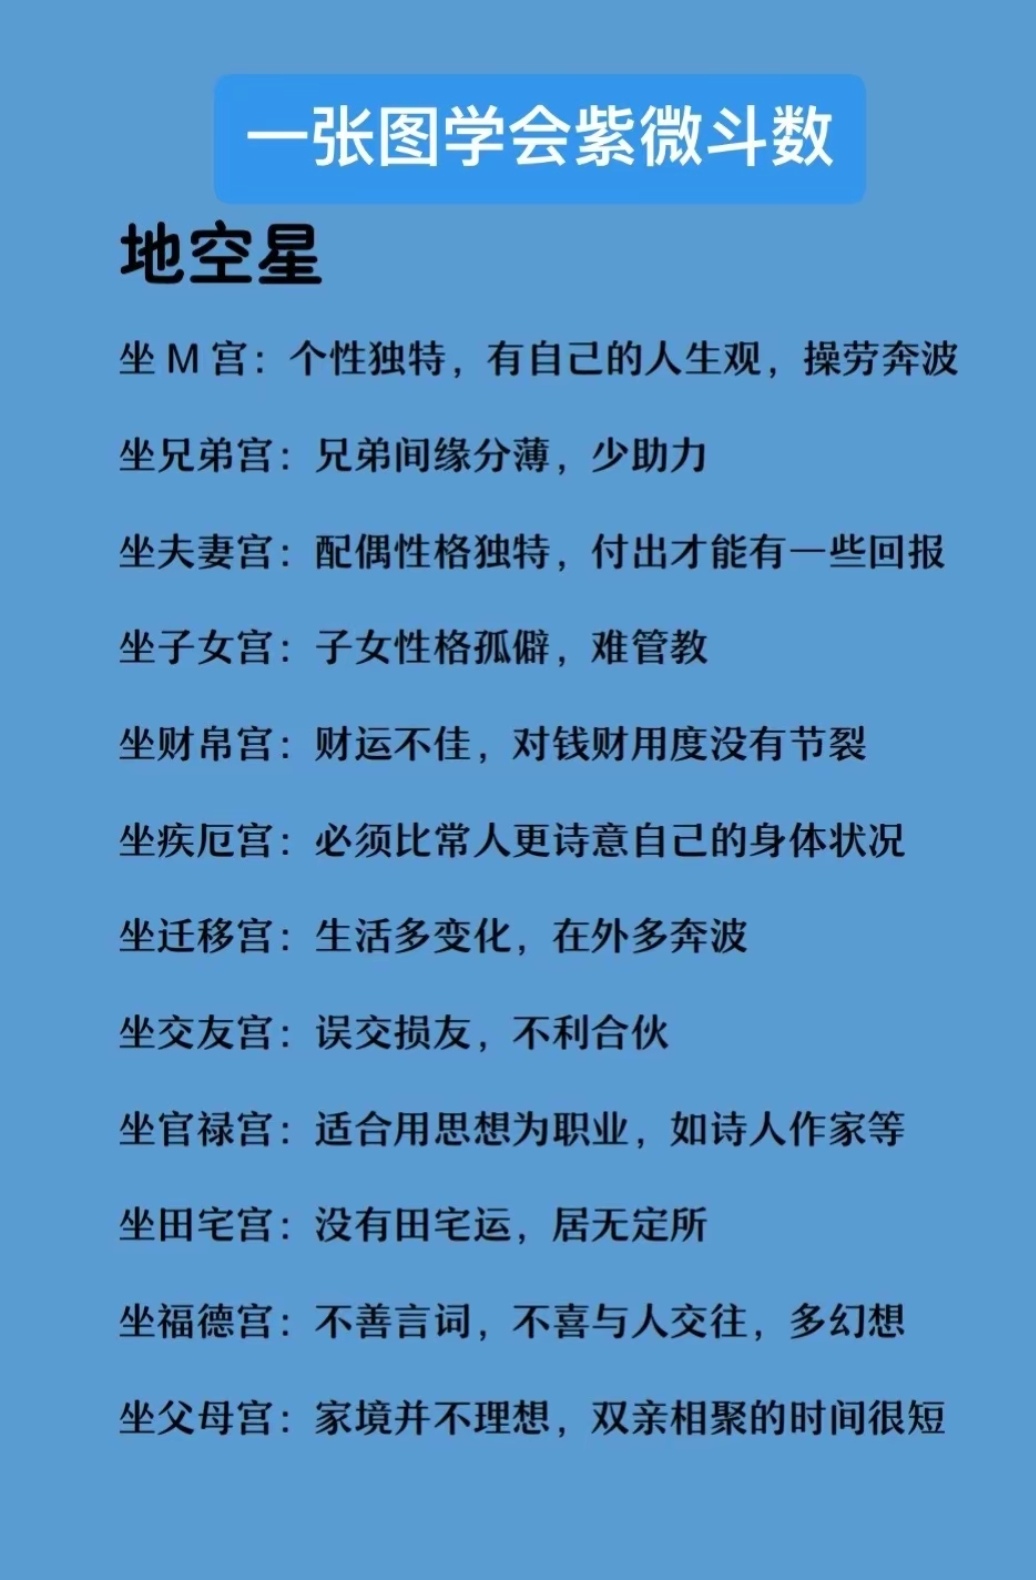 一张图学会紫微斗数
地空星
坐 M 宫：个性独特，有自己的人生观，操劳奔波
坐兄弟宫：兄弟间缘分薄，少助力
坐夫妻宫：配偶性格独特，付出才能有一些回报
坐子女宫：子女性格孤僻，难管教
坐财帛宫：财运不佳，对钱财用度没有节裂
坐疾厄宫：必须比常人更诗意自己的身体状况
坐迁移宫：生活多变化，在外多奔波
坐交友宫：误交损友，不利合伙
坐官禄宫：适合用思想为职业，如诗人作家等
坐田宅宫：没有田宅运，居无定所
坐福德宫：不善言词，不喜与人交往，多幻想
坐父母宫：家境并不理想，双亲相聚的时间很短